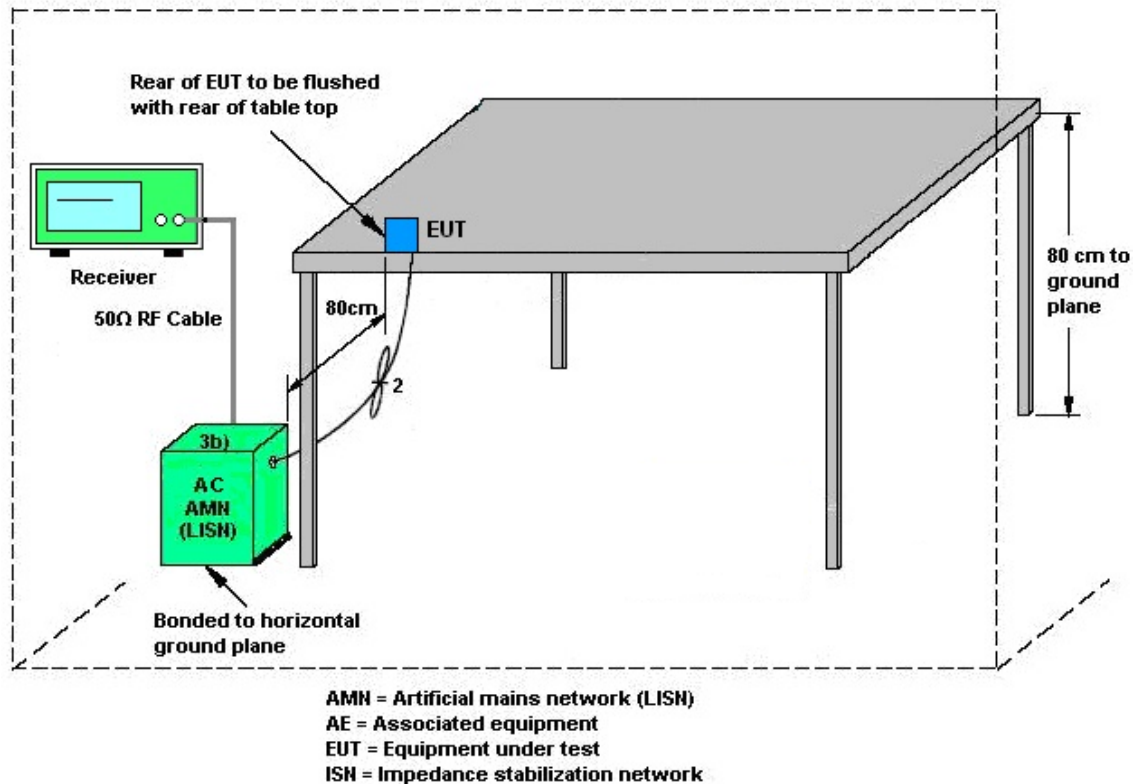 Rear of EUT to be flushed
with rear of table top
EUT
Receiver
50Ω RF Cable
80cm
2
80 cm to
ground
plane
3b)
AC
AMN
(LISN)
Bonded to horizontal
ground plane
AMN = Artificial mains network (LISN)
AE = Associated equipment
EUT = Equipment under test
ISN = Impedance stabilization network